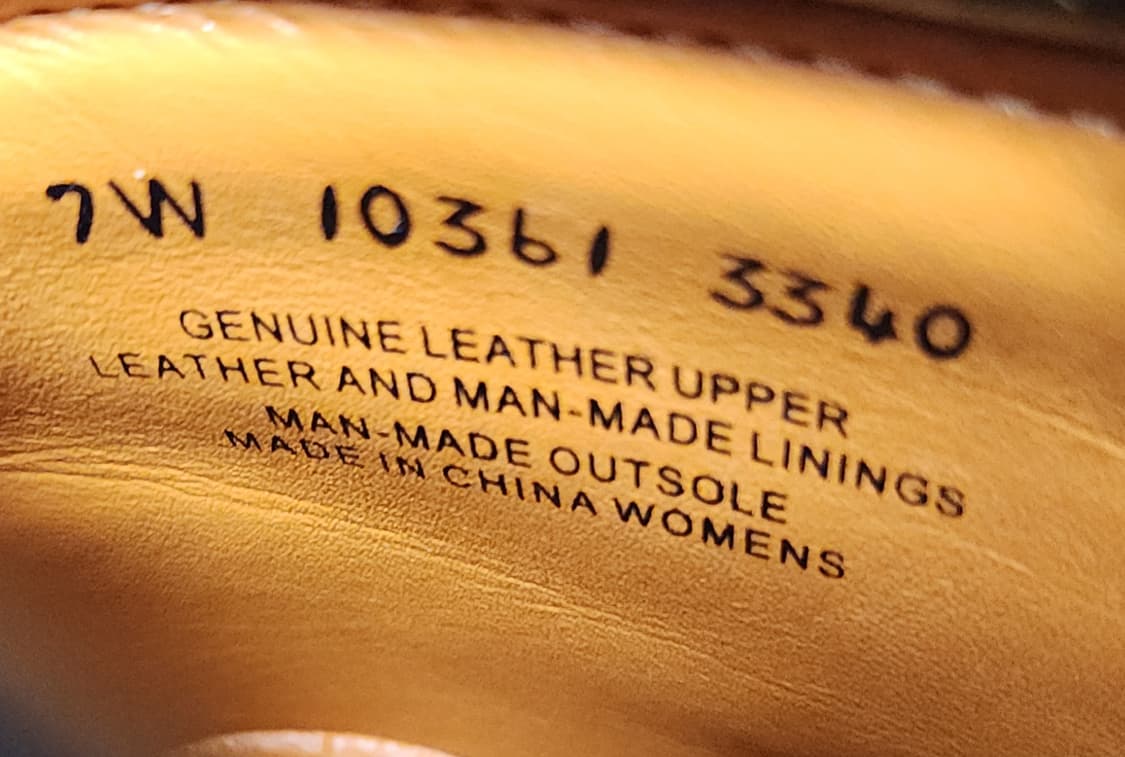 7W 10361 3340
GENUINE LEATHER UPPER
LEATHER AND MAN-MADE LININGS
MAN-MADE OUTSOLE
MADE IN CHINA WOMENS